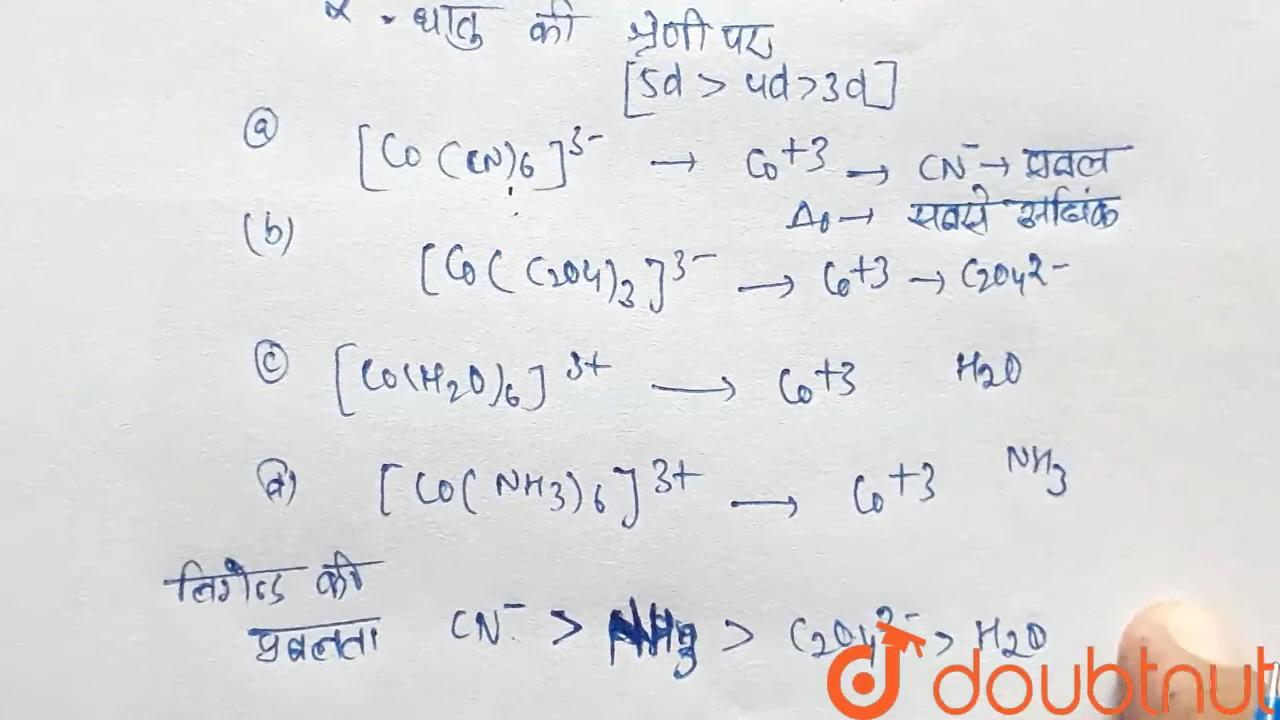 * धातु की श्रेणी पर
[5d > 4d > 3d]
(a) [Co(CN)6]3- → Co+3 → CN- → प्रबल
Δo → सबसे अधिक
(b) [Co(C2O4)3]3- → Co+3 → C2O42-
(c) [Co(H2O)6]3+ → Co+3 H2O
(d) [Co(NH3)6]3+ → Co+3 NH3
लिगेन्ड की
प्रबलता CN- > NH3 > C2O42- > H2O
doubtnut